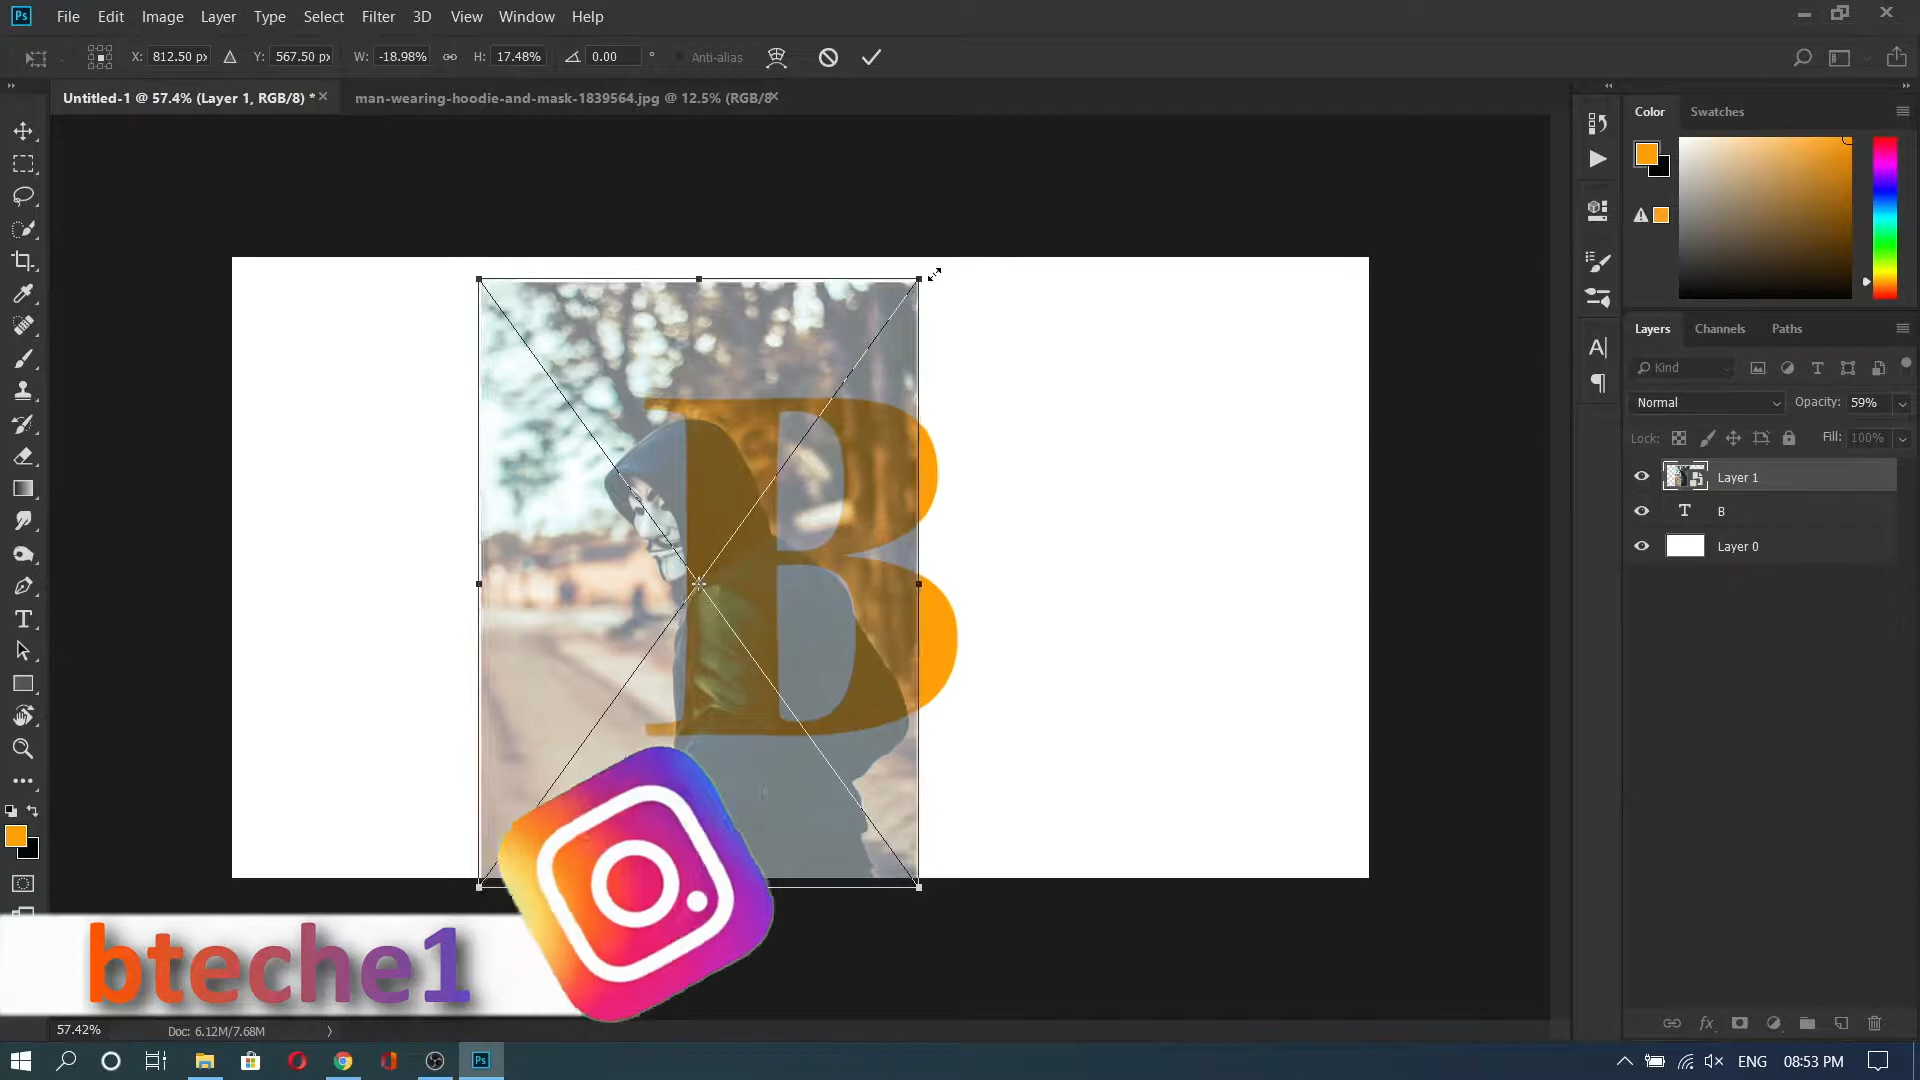 Ps File Edit Image Layer Type Select Filter 3D View Window Help
X: 812.50 px Y: 567.50 px W: -18.98% H: 17.48% 0.00 ° Anti-alias
Untitled-1 @ 57.4% (Layer 1, RGB/8) * man-wearing-hoodie-and-mask-1839564.jpg @ 12.5% (RGB/8
Color Swatches
B
Layers Channels Paths
Kind
Normal Opacity: 59%
Lock: Fill: 100%
Layer 1
T B
Layer 0
bteche1
57.42% Doc: 6.12M/7.68M
Ps ENG 08:53 PM